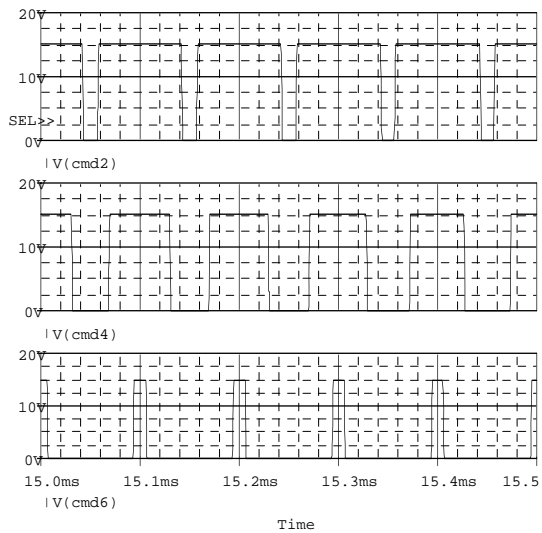 20V
10V
SEL>>
0V
V(cmd2)
20V
10V
0V
V(cmd4)
20V
10V
0V
15.0ms 15.1ms 15.2ms 15.3ms 15.4ms 15.5
V(cmd6)
Time